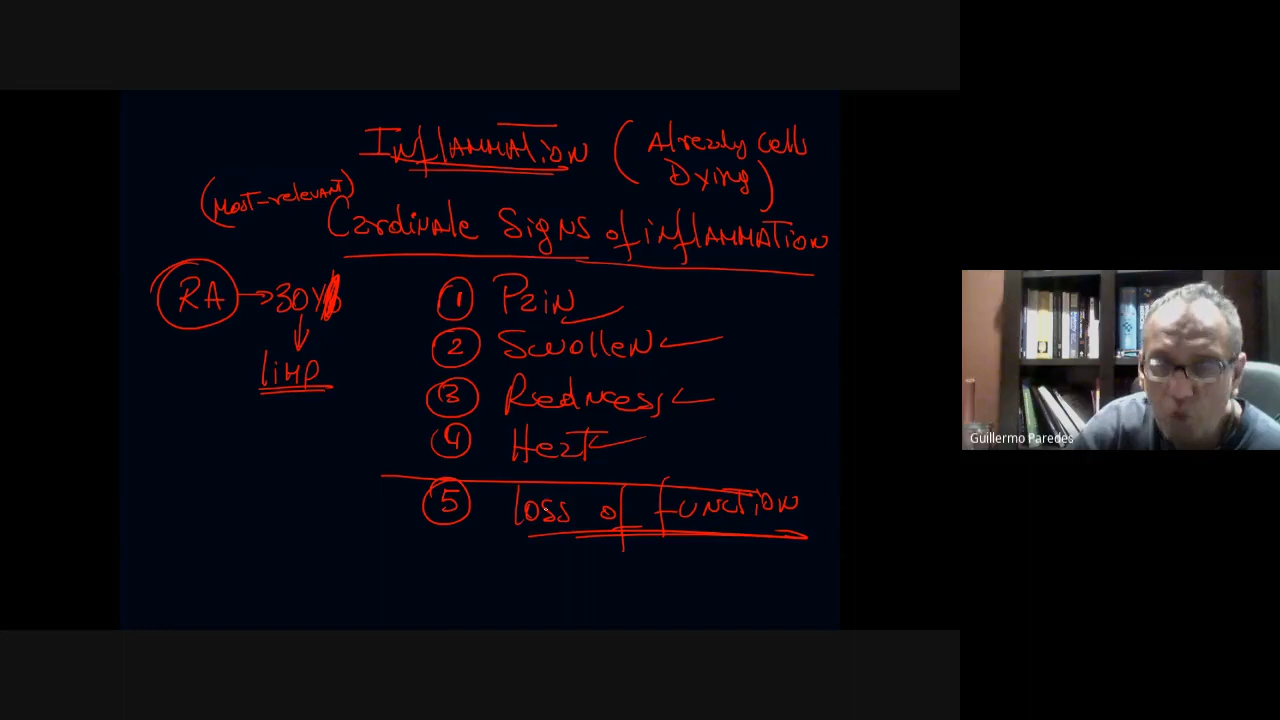 Inflammation (Already cells
Dying)
(Most-relevant)
Cardinale Signs of inflammation
RA → 30Y
limp
1 Pain
2 Swollen
3 Redness
4 Heat
5 loss of function
Guillermo Paredes